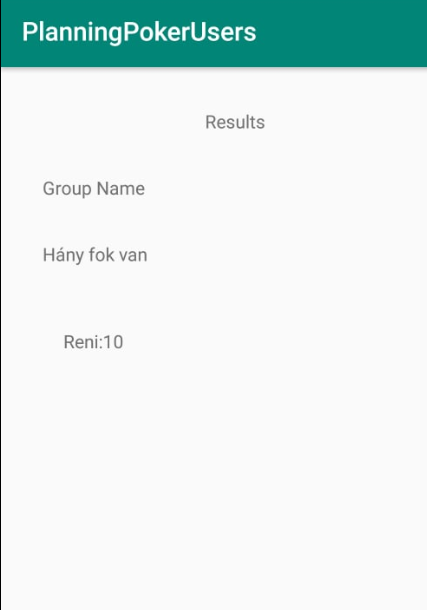 PlanningPokerUsers
Results
Group Name
Hány fok van
Reni:10